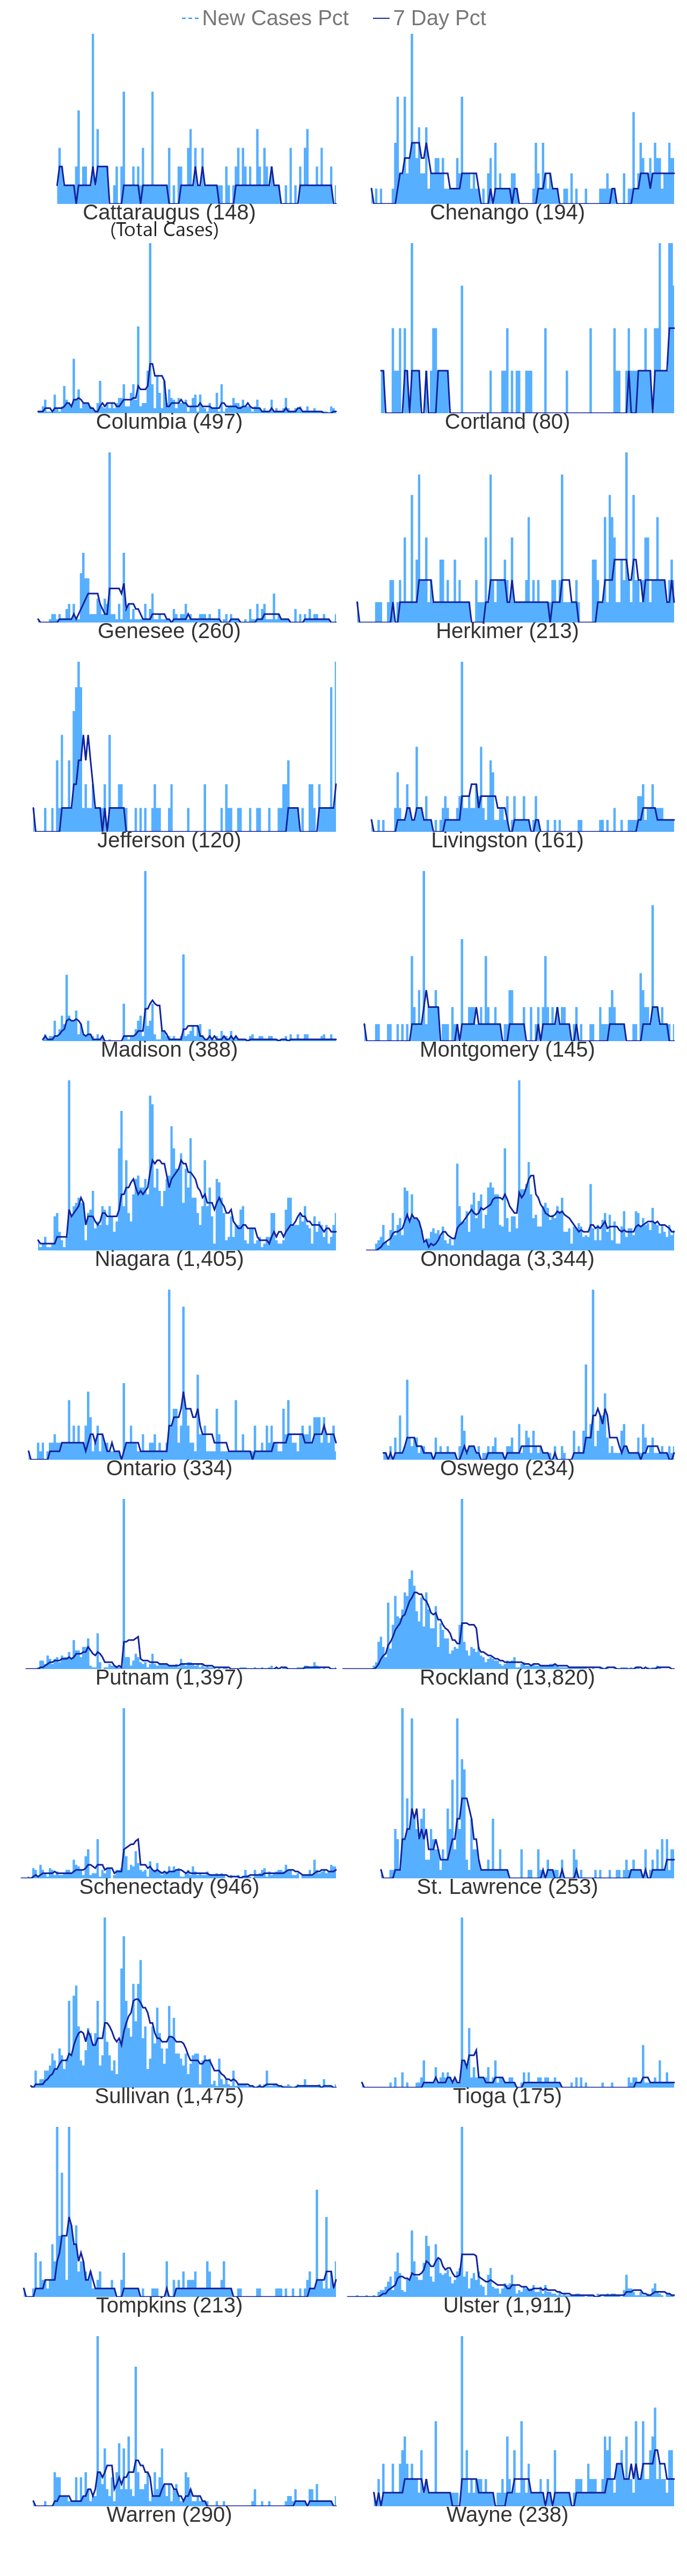 New Cases Pct 7 Day Pct
Cattaraugus (148) Chenango (194)
(Total Cases)
Columbia (497) Cortland (80)
Genesee (260) Herkimer (213)
Jefferson (120) Livingston (161)
Madison (388) Montgomery (145)
Niagara (1,405) Onondaga (3,344)
Ontario (334) Oswego (234)
Putnam (1,397) Rockland (13,820)
Schenectady (946) St. Lawrence (253)
Sullivan (1,475) Tioga (175)
Tompkins (213) Ulster (1,911)
Warren (290) Wayne (238)